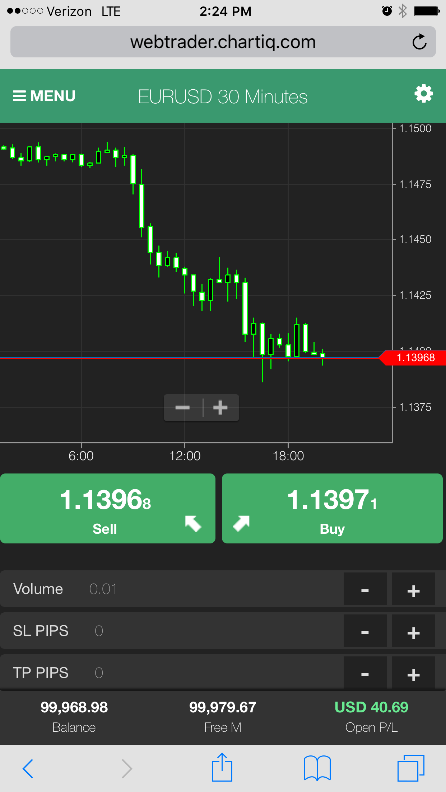 Verizon LTE 2:24 PM
webtrader.chartiq.com
MENU EURUSD 30 Minutes
1.1500
1.1475
1.1450
1.1425
1.1400
1.13968
1.1375
6:00 12:00 18:00
1.13968 1.13971
Sell Buy
Volume 0.01 - +
SL PIPS 0 - +
TP PIPS 0 - +
99,968.98 99,979.67 USD 40.69
Balance Free M Open P/L